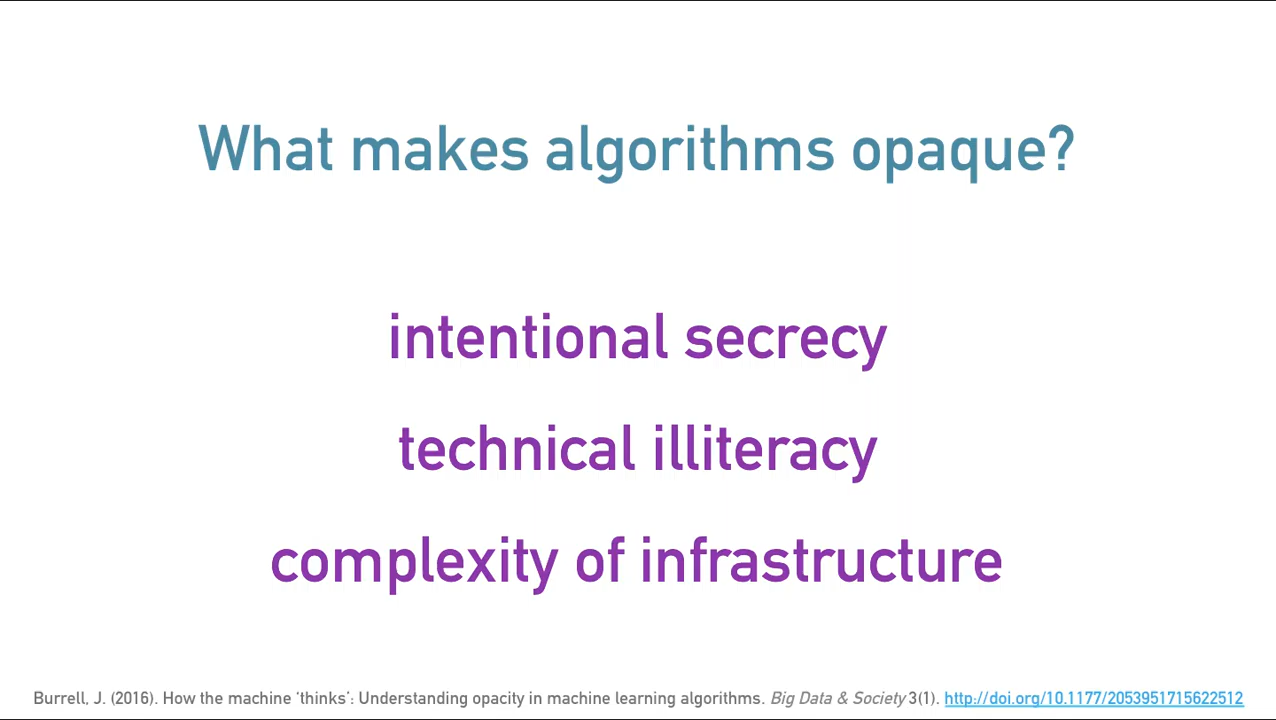 What makes algorithms opaque?
intentional secrecy
technical illiteracy
complexity of infrastructure
Burrell, J. (2016). How the machine ‘thinks’: Understanding opacity in machine learning algorithms. Big Data & Society 3(1). http://doi.org/10.1177/2053951715622512